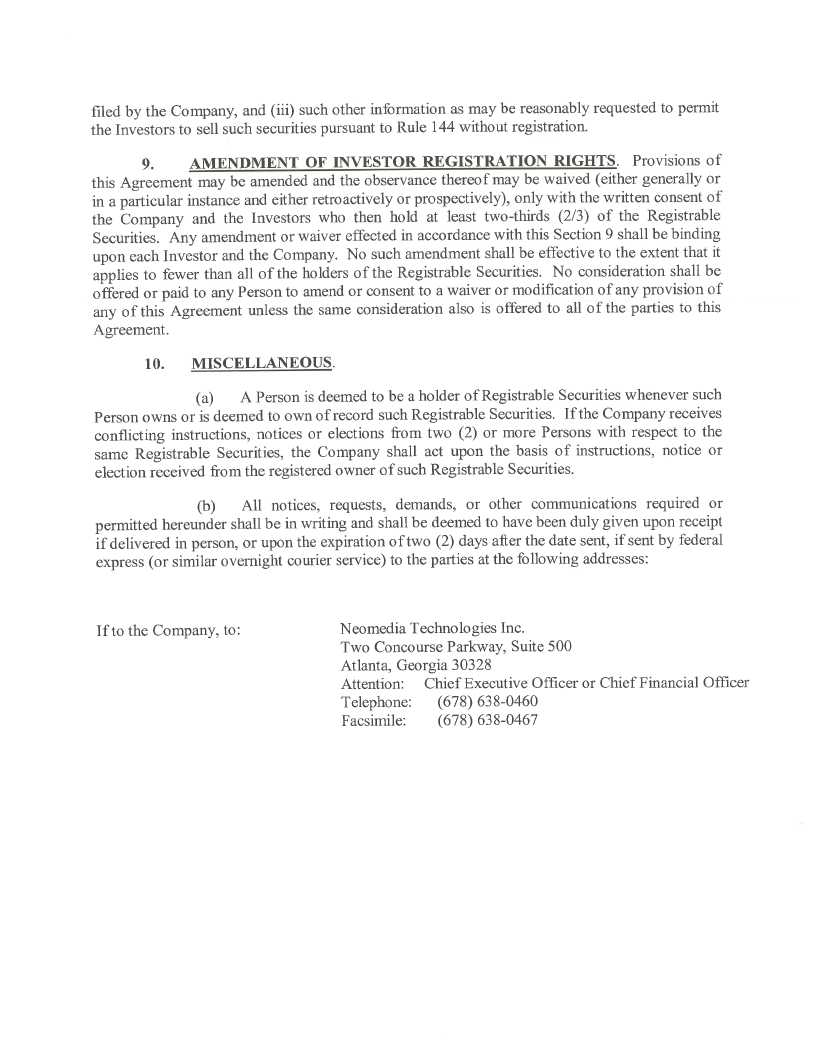 filed by the Company, and (iii) such other information as may be reasonably requested to permit
the Investors to sell such securities pursuant to Rule 144 without registration.
9. AMENDMENT OF INVESTOR REGISTRATION RIGHTS. Provisions of
this Agreement may be amended and the observance thereof may be waived (either generally or
in a particular instance and either retroactively or prospectively), only with the written consent of
the Company and the Investors who then hold at least two-thirds (2/3) of the Registrable
Securities. Any amendment or waiver effected in accordance with this Section 9 shall be binding
upon each Investor and the Company. No such amendment shall be effective to the extent that it
applies to fewer than all of the holders of the Registrable Securities. No consideration shall be
offered or paid to any Person to amend or consent to a waiver or modification of any provision of
any of this Agreement unless the same consideration also is offered to all of the parties to this
Agreement.
10. MISCELLANEOUS.
(a) A Person is deemed to be a holder of Registrable Securities whenever such
Person owns or is deemed to own of record such Registrable Securities. If the Company receives
conflicting instructions, notices or elections from two (2) or more Persons with respect to the
same Registrable Securities, the Company shall act upon the basis of instructions, notice or
election received from the registered owner of such Registrable Securities.
(b) All notices, requests, demands, or other communications required or
permitted hereunder shall be in writing and shall be deemed to have been duly given upon receipt
if delivered in person, or upon the expiration of two (2) days after the date sent, if sent by federal
express (or similar overnight courier service) to the parties at the following addresses:
If to the Company, to: Neomedia Technologies Inc.
Two Concourse Parkway, Suite 500
Atlanta, Georgia 30328
Attention: Chief Executive Officer or Chief Financial Officer
Telephone: (678) 638-0460
Facsimile: (678) 638-0467